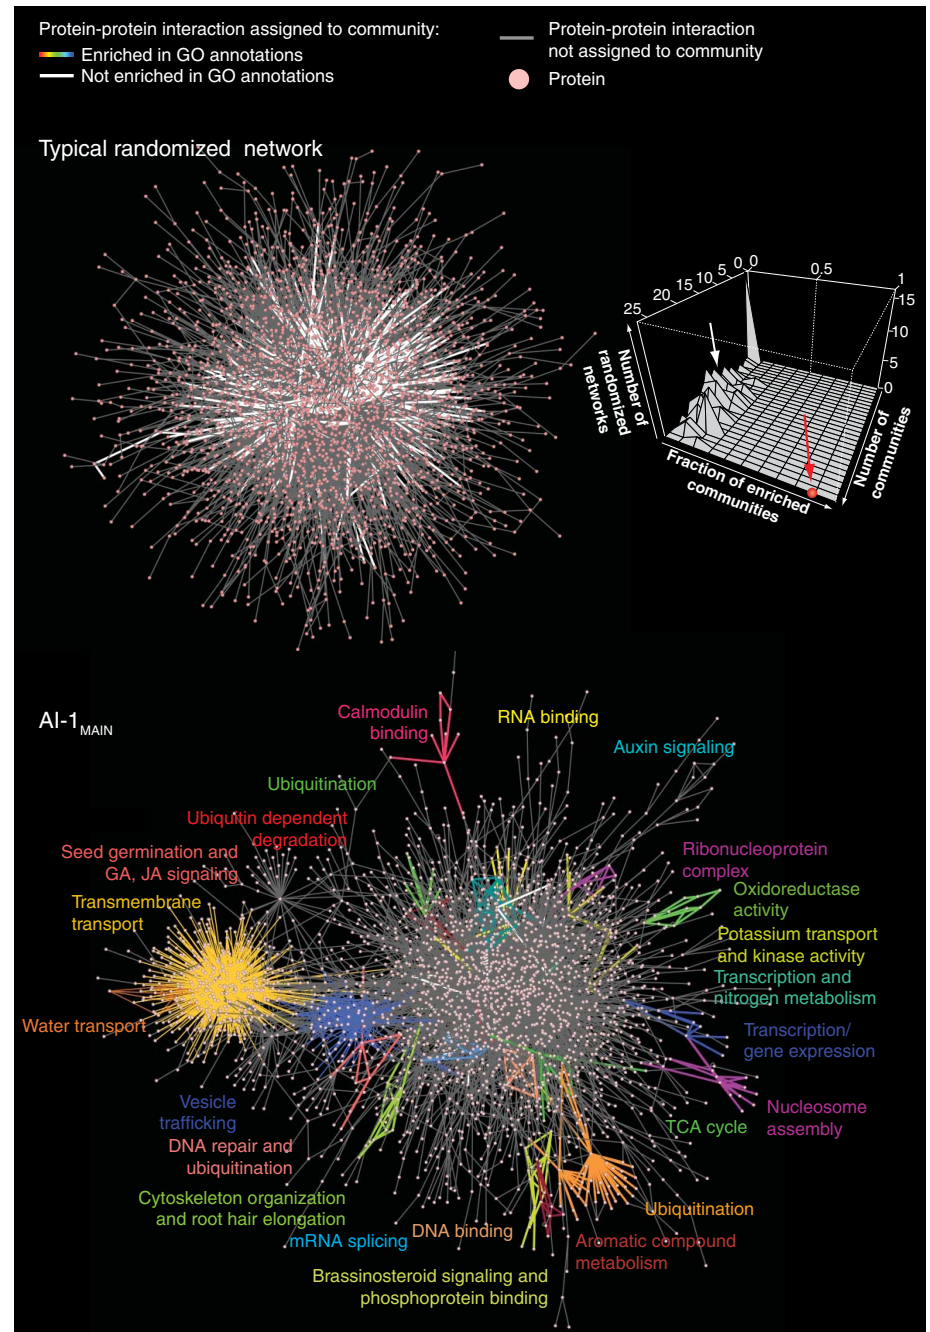 Protein-protein interaction assigned to community:
Enriched in GO annotations
Not enriched in GO annotations
Protein-protein interaction
not assigned to community
Protein
Typical randomized network
25
20
15
10
5
0
0
0.5
1
15
10
5
0
Number of
randomized
networks
Fraction of enriched
communities
Number of
communities
AI-1MAIN
Calmodulin
binding
RNA binding
Auxin signaling
Ubiquitination
Ubiquitin dependent
degradation
Seed germination and
GA, JA signaling
Transmembrane
transport
Water transport
Ribonucleoprotein
complex
Oxidoreductase
activity
Potassium transport
and kinase activity
Transcription and
nitrogen metabolism
Transcription/
gene expression
Nucleosome
assembly
TCA cycle
Vesicle
trafficking
DNA repair and
ubiquitination
Cytoskeleton organization
and root hair elongation
mRNA splicing
DNA binding
Ubiquitination
Aromatic compound
metabolism
Brassinosteroid signaling and
phosphoprotein binding